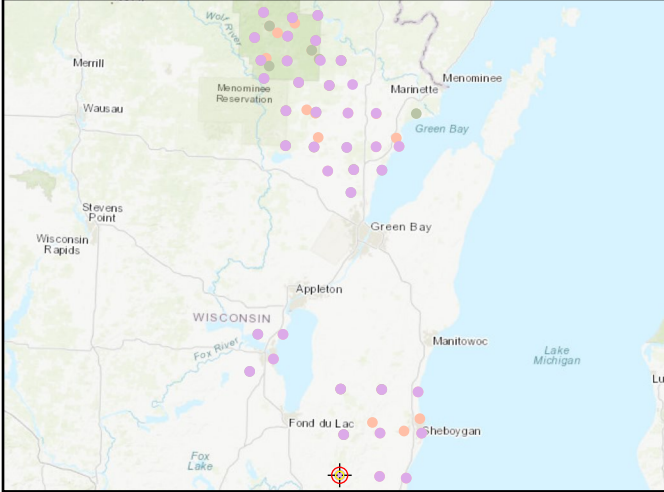 Wolf River
Merrill
Menominee
Marinette
Menominee
Reservation
Wausau
Green Bay
Stevens
Point
Green Bay
Wisconsin
Rapids
Appleton
WISCONSIN
Manitowoc
Fox River
Lake
Michigan
Lu
Fond du Lac
Sheboygan
Fox
Lake